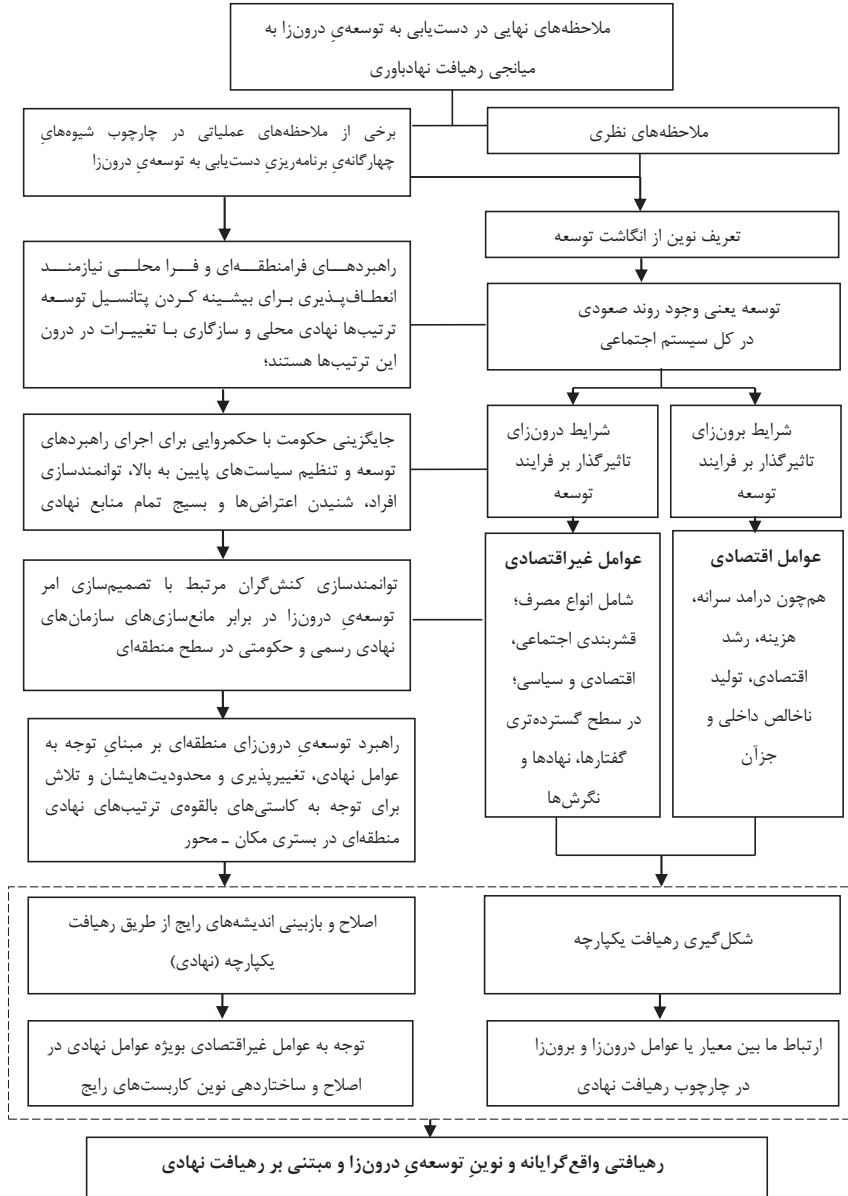 ملاحظه‌های نهایی در دست‌یابی به توسعه‌یِ درون‌زا به
میانجی رهیافت نهادباوری
ملاحظه‌های نظری
برخی از ملاحظه‌های عملیاتی در چارچوب شیوه‌هایِ
چهارگانه‌یِ برنامه‌ریزیِ دست‌یابی به توسعه‌یِ درون‌زا
تعریف نوین از انگاشت توسعه
راهبردهای فرامنطقه‌ای و فرا محلی نیازمند
انعطاف‌پذیری برای بیشینه کردن پتانسیل توسعه
ترتیب‌ها نهادی محلی و سازگاری با تغییرات در درون
این ترتیب‌ها هستند؛
توسعه یعنی وجود روند صعودی
در کل سیستم اجتماعی
شرایط برون‌زای
تاثیرگذار بر فرایند
توسعه
شرایط درون‌زای
تاثیرگذار بر فرایند
توسعه
جایگزینی حکومت با حکمروایی برای اجرای راهبردهای
توسعه و تنظیم سیاست‌های پایین به بالا، توانمندسازی
افراد، شنیدن اعتراض‌ها و بسیج تمام منابع نهادی
عوامل اقتصادی
هم‌چون درامد سرانه،
هزینه، رشد
اقتصادی، تولید
ناخالص داخلی و
جزآن
عوامل غیراقتصادی
شامل انواع مصرف؛
قشربندی اجتماعی،
اقتصادی و سیاسی؛
در سطح گسترده‌تری
گفتارها، نهادها و
نگرش‌ها
توانمندسازی کنش‌گران مرتبط با تصمیم‌سازی امر
توسعه‌یِ درون‌زا در برابر مانع‌سازی‌های سازمان‌های
نهادی رسمی و حکومتی در سطح منطقه‌ای
راهبرد توسعه‌یِ درون‌زای منطقه‌ای بر مبنایِ توجه به
عوامل نهادی، تغییرپذیری و محدودیت‌هایشان و تلاش
برای توجه به کاستی‌های بالقوه‌ی ترتیب‌های نهادی
منطقه‌ای در بستری مکان ـ محور
شکل‌گیری رهیافت یکپارچه
اصلاح و بازبینی اندیشه‌های رایج از طریق رهیافت
یکپارچه (نهادی)
ارتباط ما بین معیار یا عوامل درون‌زا و برون‌زا
در چارچوب رهیافت نهادی
توجه به عوامل غیراقتصادی بویژه عوامل نهادی در
اصلاح و ساختاردهی نوین کاربست‌های رایج
رهیافتی واقع‌گرایانه و نوینِ توسعه‌یِ درون‌زا و مبتنی بر رهیافت نهادی